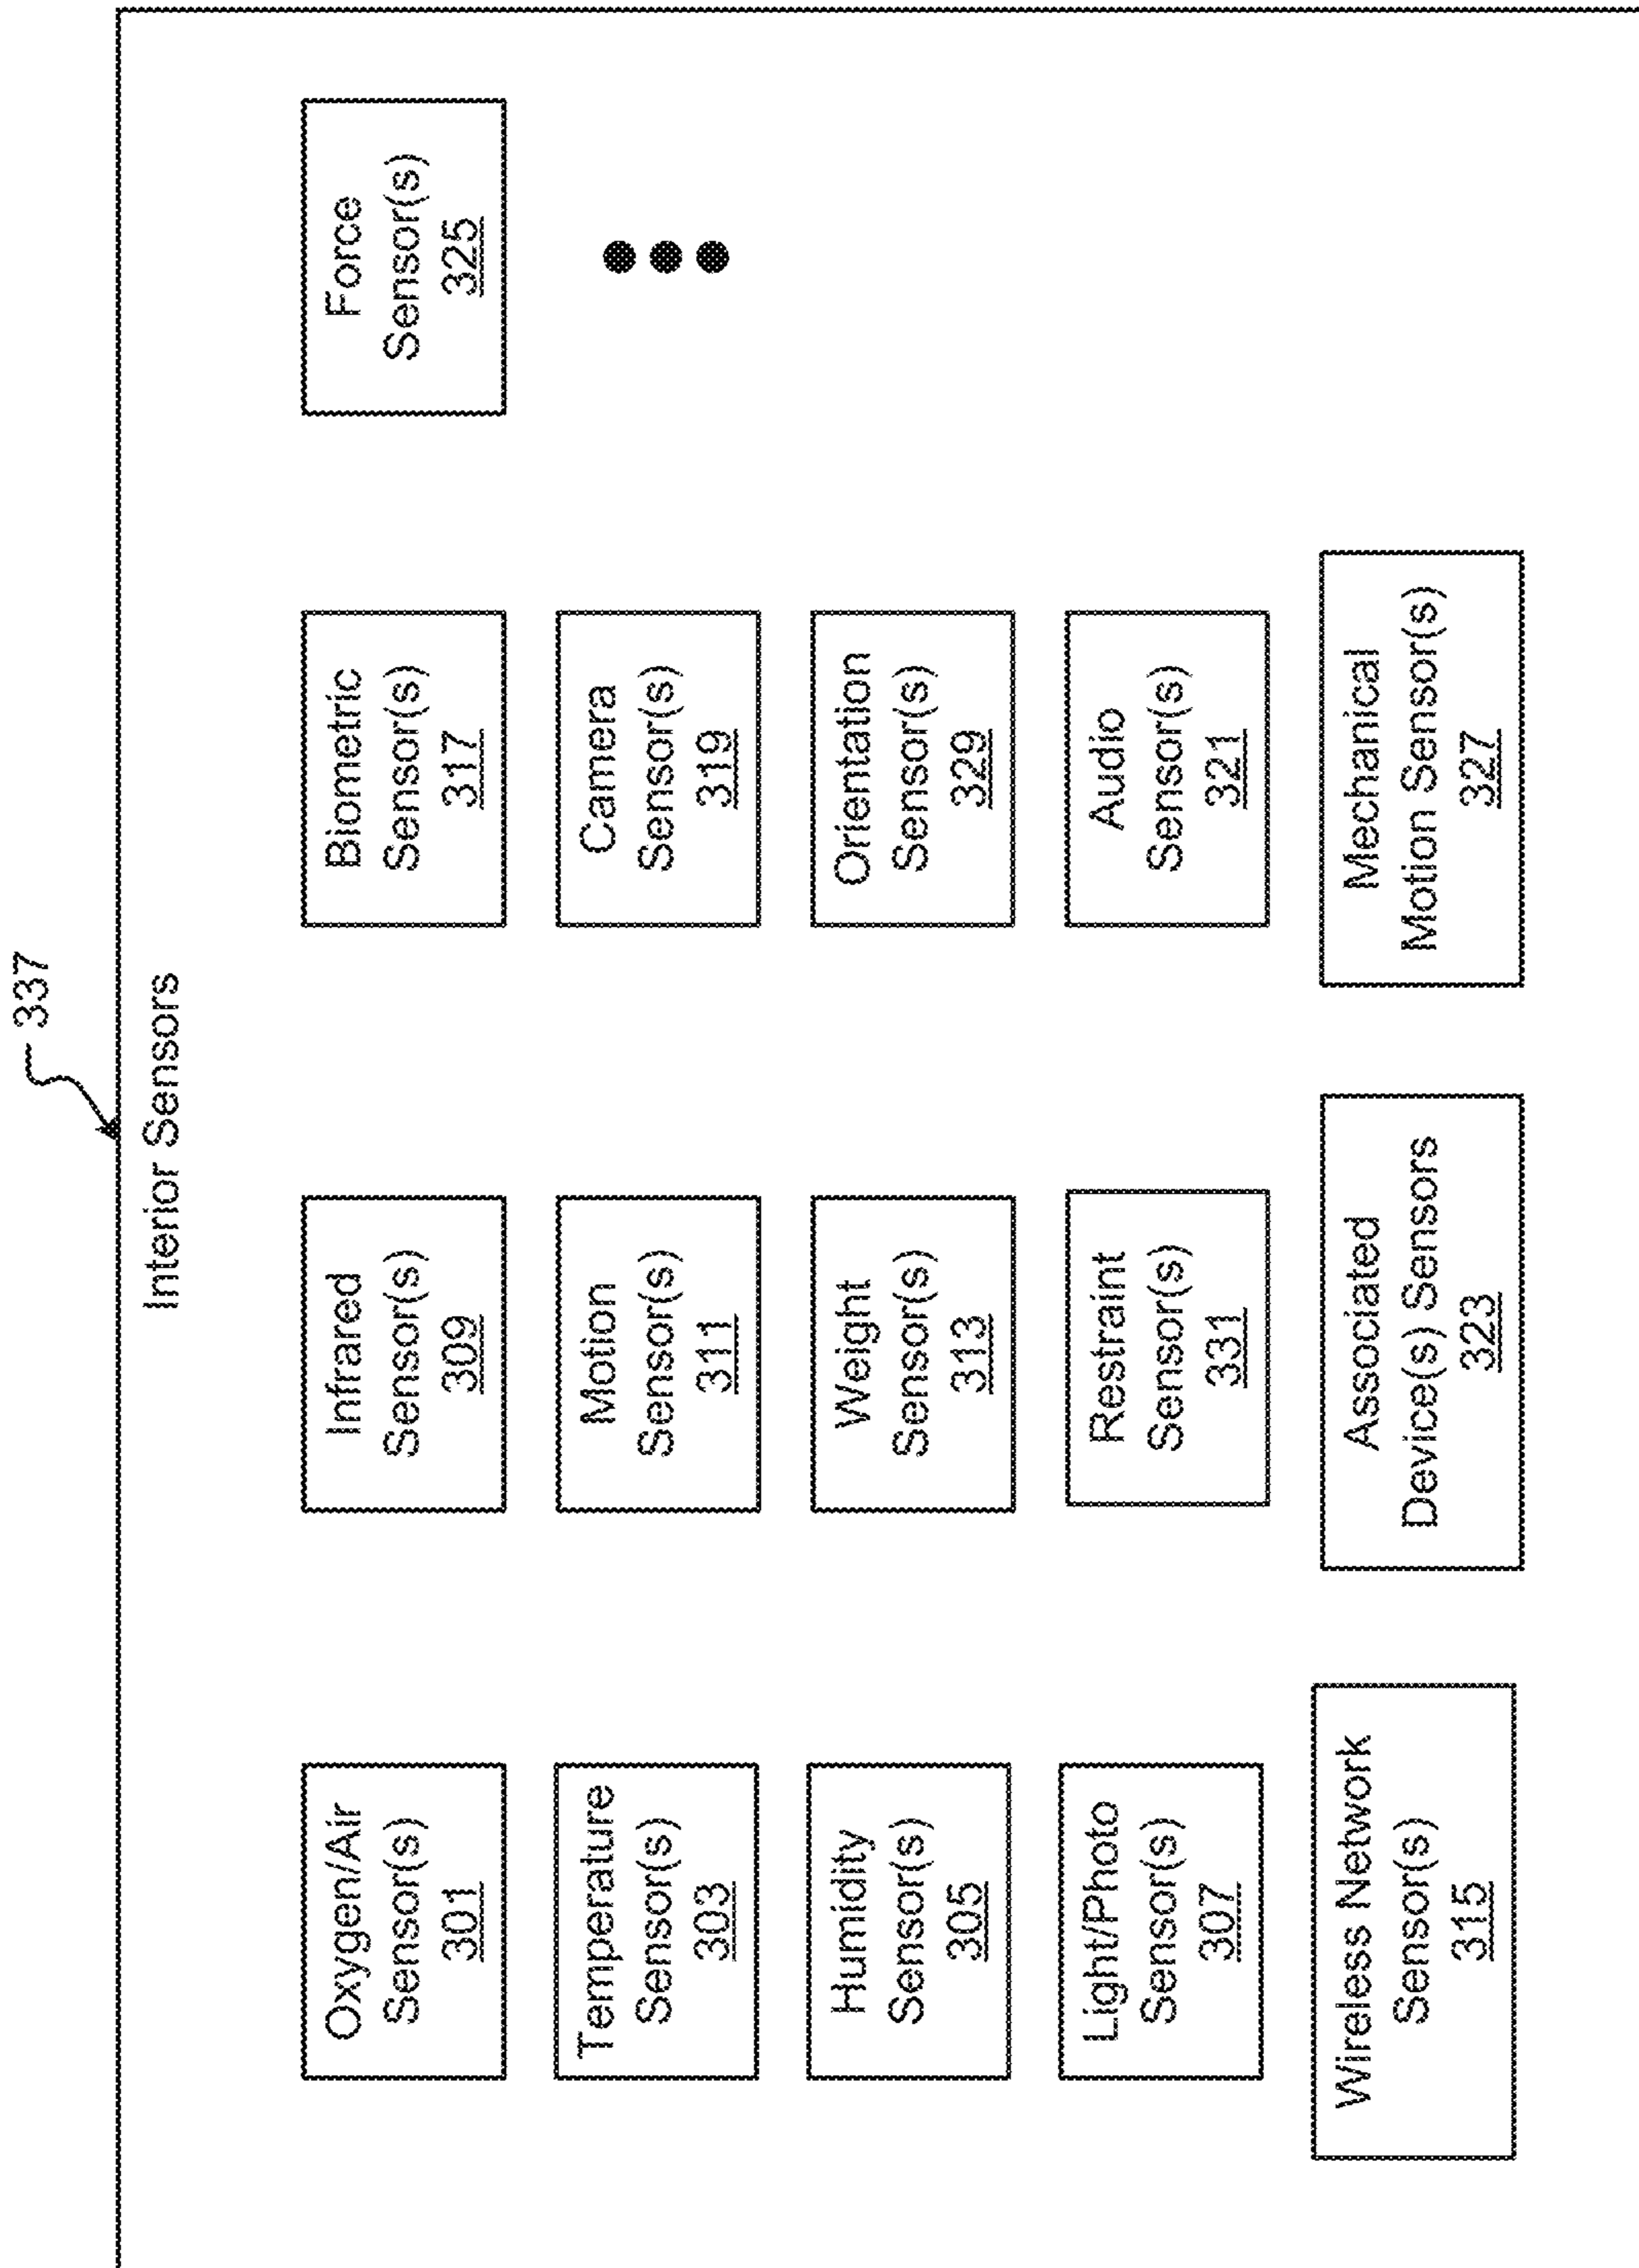 337
Interior Sensors
Oxygen/Air
Sensor(s)
301
Temperature
Sensor(s)
303
Humidity
Sensor(s)
305
Light/Photo
Sensor(s)
307
Wireless Network
Sensor(s)
315
Infrared
Sensor(s)
309
Motion
Sensor(s)
311
Weight
Sensor(s)
313
Restraint
Sensor(s)
331
Associated
Device(s) Sensors
323
Biometric
Sensor(s)
317
Camera
Sensor(s)
319
Orientation
Sensor(s)
329
Audio
Sensor(s)
321
Mechanical
Motion Sensor(s)
327
Force
Sensor(s)
325